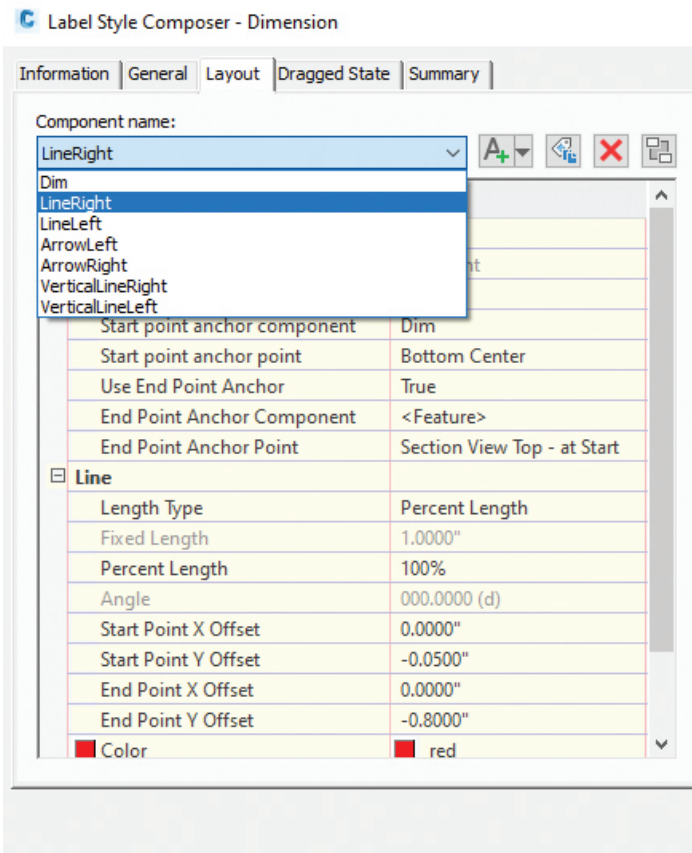 Label Style Composer - Dimension
Information General Layout Dragged State Summary
Component name:
LineRight
Dim
LineRight
LineLeft
ArrowLeft
ArrowRight
VerticalLineRight
VerticalLineLeft
Start point anchor component Dim
Start point anchor point Bottom Center
Use End Point Anchor True
End Point Anchor Component <Feature>
End Point Anchor Point Section View Top - at Start
Line
Length Type Percent Length
Fixed Length 1.0000"
Percent Length 100%
Angle 000.0000 (d)
Start Point X Offset 0.0000"
Start Point Y Offset -0.0500"
End Point X Offset 0.0000"
End Point Y Offset -0.8000"
Color red